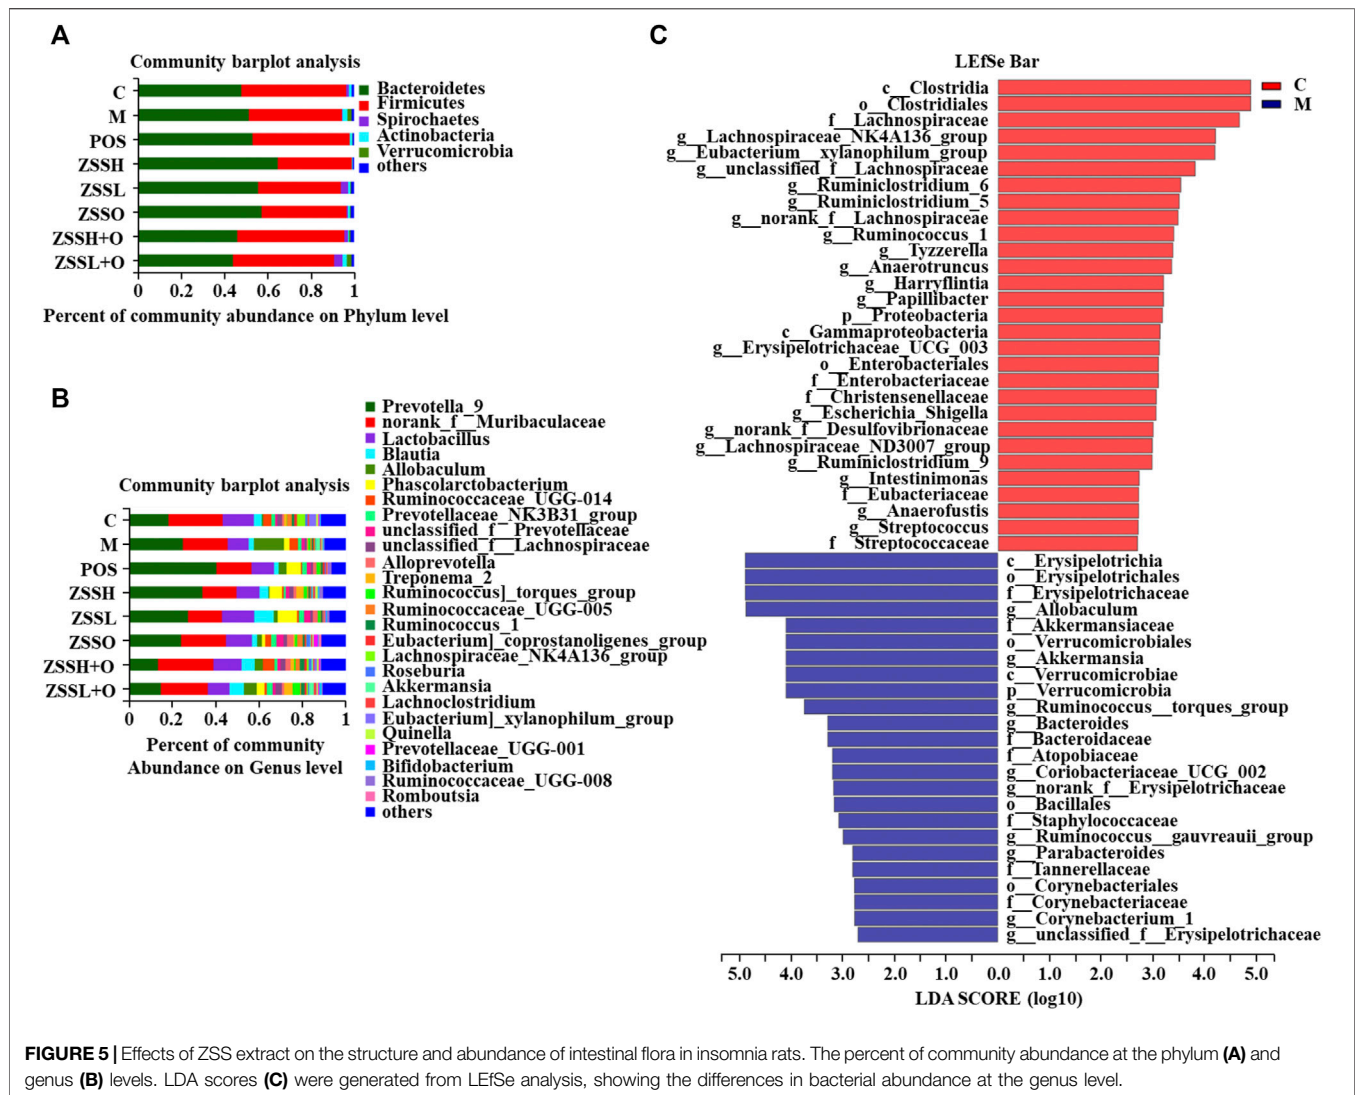 A
Community barplot analysis
C
M
POS
ZSSH
ZSSL
ZSSO
ZSSH+O
ZSSL+O
Bacteroidetes
Firmicutes
Spirochaetes
Actinobacteria
Verrucomicrobia
others
0 0.2 0.4 0.6 0.8 1
Percent of community abundance on Phylum level
B
Community barplot analysis
C
M
POS
ZSSH
ZSSL
ZSSO
ZSSH+O
ZSSL+O
0 0.2 0.4 0.6 0.8 1
Percent of community
Abundance on Genus level
Prevotella_9
norank_f__Muribaculaceae
Lactobacillus
Blautia
Allobaculum
Phascolarctobacterium
Ruminococcaceae_UGG-014
Prevotellaceae_NK3B31_group
unclassified_f__Prevotellaceae
unclassified_f__Lachnospiraceae
Alloprevotella
Treponema_2
Ruminococcus]_torques_group
Ruminococcaceae_UGG-005
Ruminococcus_1
Eubacterium]_coprostanoligenes_group
Lachnospiraceae_NK4A136_group
Roseburia
Akkermansia
Lachnoclostridium
Eubacterium]_xylanophilum_group
Quinella
Prevotellaceae_UGG-001
Bifidobacterium
Ruminococcaceae_UGG-008
Romboutsia
others
C
LEfSe Bar
C
M
c__Clostridia
o__Clostridiales
f__Lachnospiraceae
g__Lachnospiraceae_NK4A136_group
g__Eubacterium__xylanophilum_group
g__unclassified_f__Lachnospiraceae
g__Ruminiclostridium_6
g__Ruminiclostridium_5
g__norank_f__Lachnospiraceae
g__Ruminococcus_1
g__Tyzzerella
g__Anaerotruncus
g__Harryflintia
g__Papillibacter
p__Proteobacteria
c__Gammaproteobacteria
g__Erysipelotrichaceae_UCG_003
o__Enterobacteriales
f__Enterobacteriaceae
f__Christensenellaceae
g__Escherichia_Shigella
g__norank_f__Desulfovibrionaceae
g__Lachnospiraceae_ND3007_group
g__Ruminiclostridium_9
g__Intestinimonas
f__Eubacteriaceae
g__Anaerofustis
g__Streptococcus
f__Streptococcaceae
c__Erysipelotrichia
o__Erysipelotrichales
f__Erysipelotrichaceae
g__Allobaculum
f__Akkermansiaceae
o__Verrucomicrobiales
g__Akkermansia
c__Verrucomicrobiae
p__Verrucomicrobia
g__Ruminococcus__torques_group
g__Bacteroides
f__Bacteroidaceae
f__Atopobiaceae
g__Coriobacteriaceae_UCG_002
g__norank_f__Erysipelotrichaceae
o__Bacillales
f__Staphylococcaceae
g__Ruminococcus__gauvreauii_group
g__Parabacteroides
f__Tannerellaceae
o__Corynebacteriales
f__Corynebacteriaceae
g__Corynebacterium_1
g__unclassified_f__Erysipelotrichaceae
5.0 4.0 3.0 2.0 1.0 0.0 1.0 2.0 3.0 4.0 5.0
LDA SCORE (log10)
FIGURE 5 | Effects of ZSS extract on the structure and abundance of intestinal flora in insomnia rats. The percent of community abundance at the phylum (A) and
genus (B) levels. LDA scores (C) were generated from LEfSe analysis, showing the differences in bacterial abundance at the genus level.